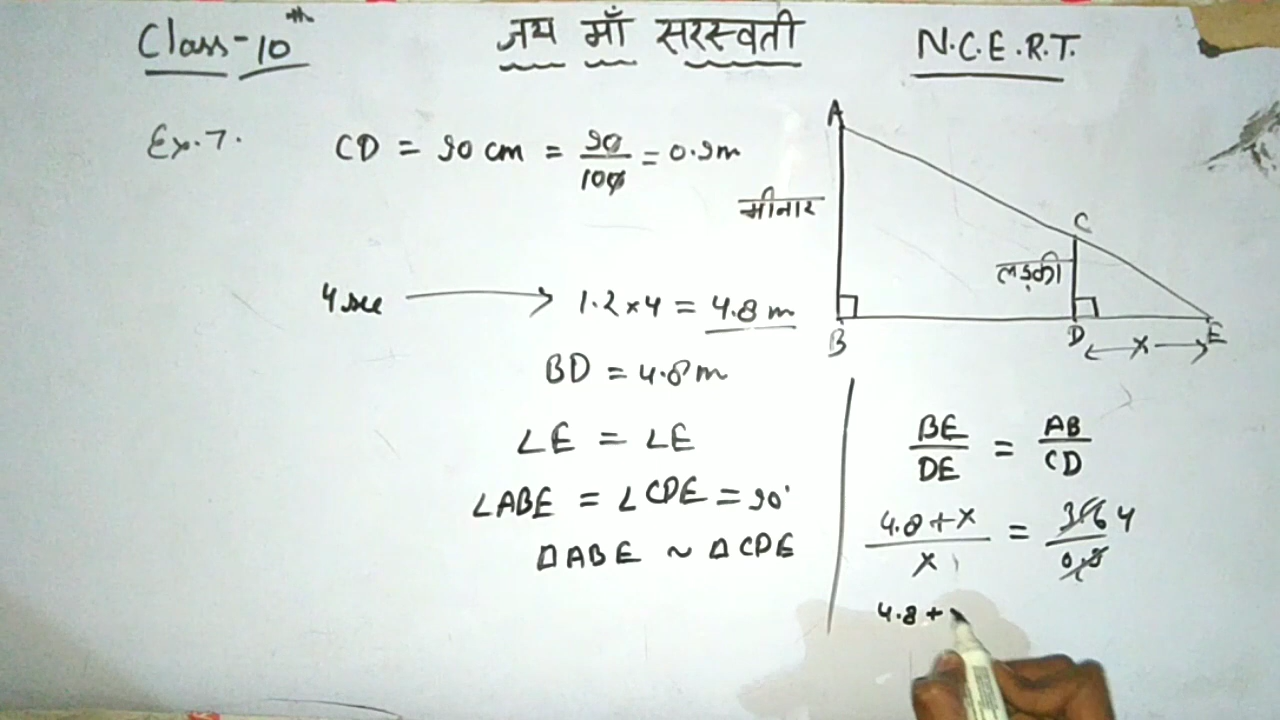 Class-10th जय माँ सरस्वती N.C.E.R.T.
Ex.7. CD = 90 cm = 90/100 = 0.9m
A
मीनार
C
लड़की
B D E
x
4 sec → 1.2×4 = 4.8 m
BD = 4.8m
∠E = ∠E
∠ABE = ∠CDE = 90°
△ABE ~ △CDE
BE/DE = AB/CD
4.8+x/x = 3.6/0.9 4
4.8+